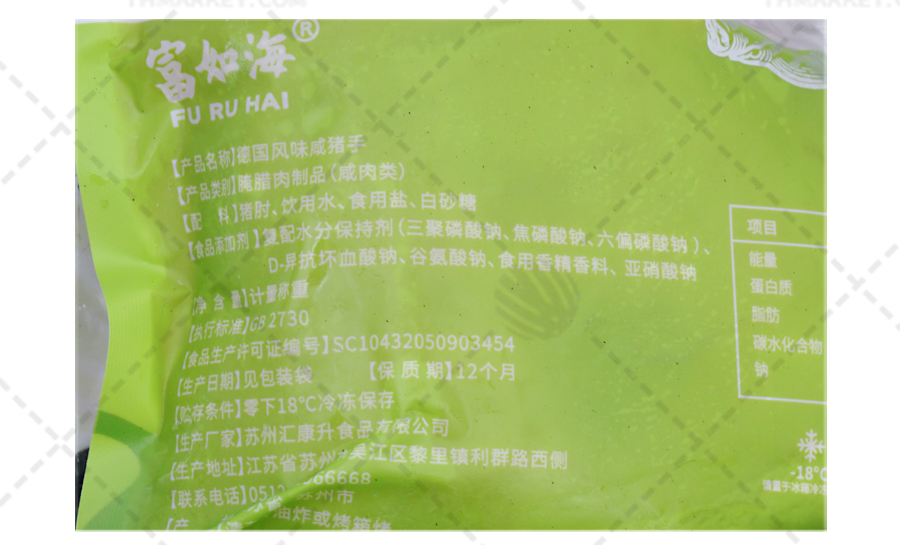 富如海®
FU RU HAI
【产品名称】德国风味咸猪手
【产品类别】腌腊肉制品(咸肉类)
【配 料】猪肘、饮用水、食用盐、白砂糖
【食品添加剂】复配水分保持剂(三聚磷酸钠、焦磷酸钠、六偏磷酸钠)、
D-异抗坏血酸钠、谷氨酸钠、食用香精香料、亚硝酸钠
【净 含 量】计量称重
【执行标准】GB 2730
【食品生产许可证编号】SC10432050903454
【生产日期】见包装袋 【保 质 期】12个月
【贮存条件】零下18℃冷冻保存
【生产厂家】苏州汇康升食品有限公司
【生产地址】江苏省苏州 吴江区黎里镇利群路西侧
【联系电话】0512 66668
【产 苏州市
油炸或烤箱烤
项目
能量
蛋白质
脂肪
碳水化合物
钠
-18℃